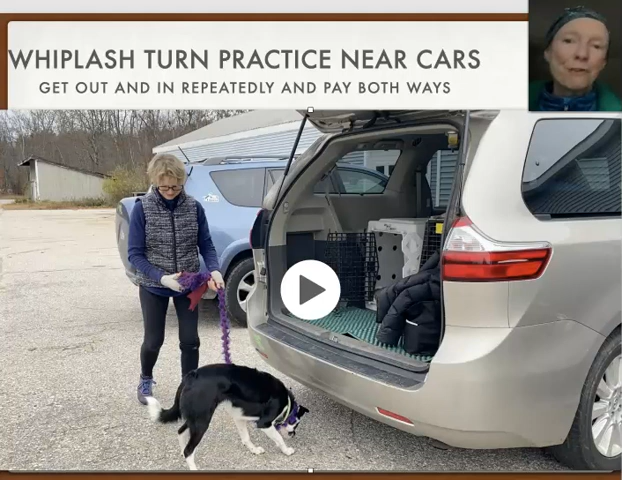 WHIPLASH TURN PRACTICE NEAR CARS
GET OUT AND IN REPEATEDLY AND PAY BOTH WAYS